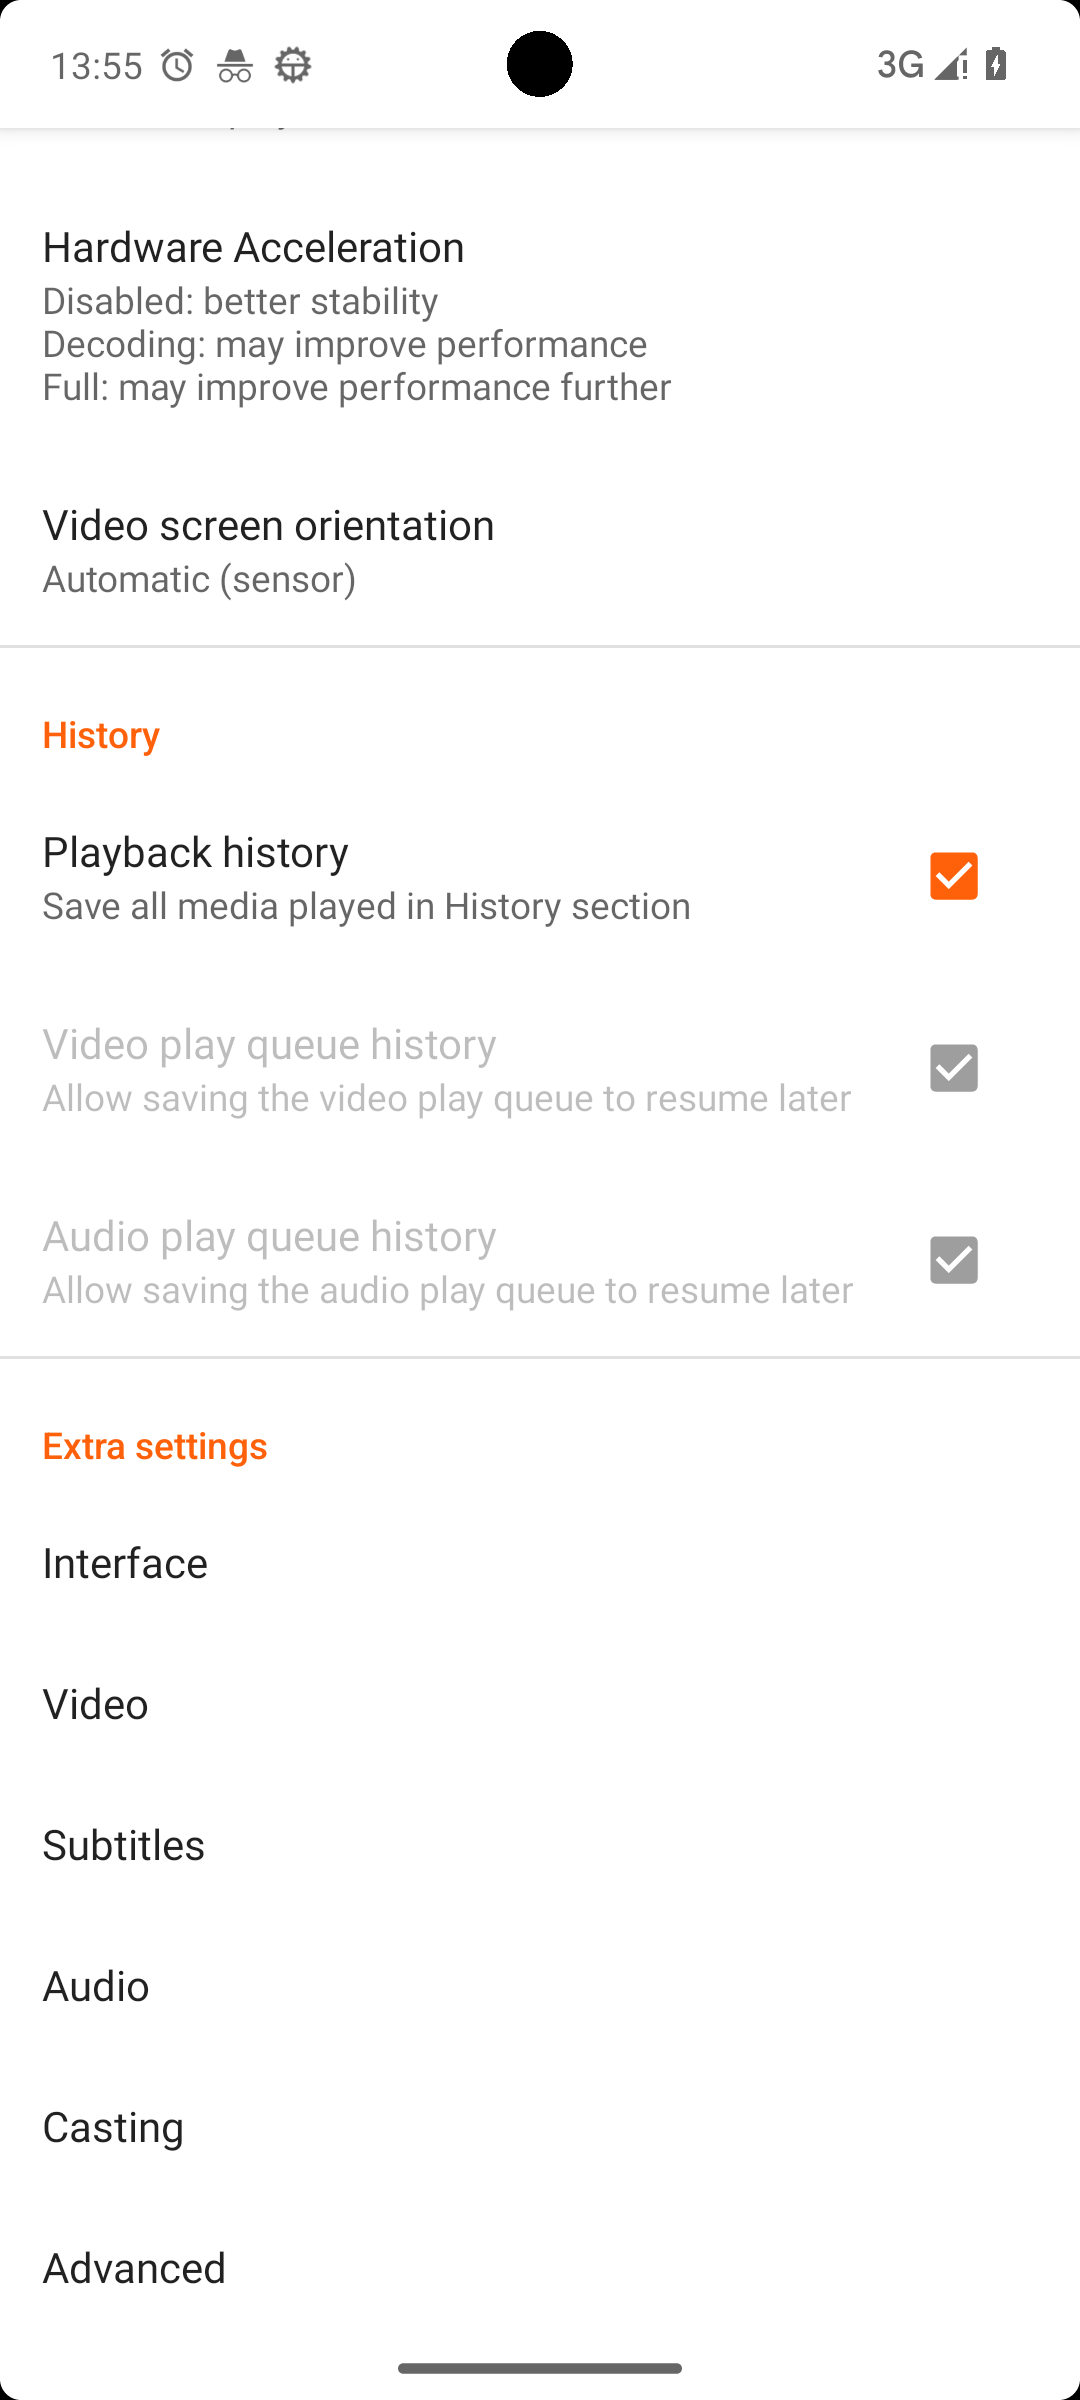 13:55
3G
Hardware Acceleration
Disabled: better stability
Decoding: may improve performance
Full: may improve performance further
Video screen orientation
Automatic (sensor)
History
Playback history
Save all media played in History section
Video play queue history
Allow saving the video play queue to resume later
Audio play queue history
Allow saving the audio play queue to resume later
Extra settings
Interface
Video
Subtitles
Audio
Casting
Advanced